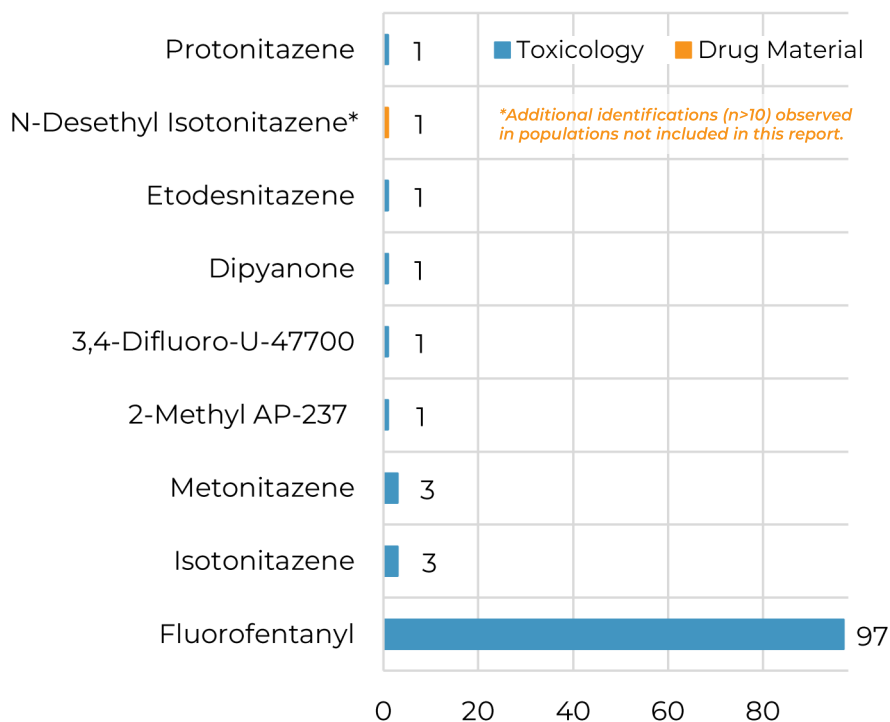 Protonitazene 1
Toxicology Drug Material
N-Desethyl Isotonitazene* 1
*Additional identifications (n>10) observed
in populations not included in this report.
Etodesnitazene 1
Dipyanone 1
3,4-Difluoro-U-47700 1
2-Methyl AP-237 1
Metonitazene 3
Isotonitazene 3
Fluorofentanyl 97
0 20 40 60 80